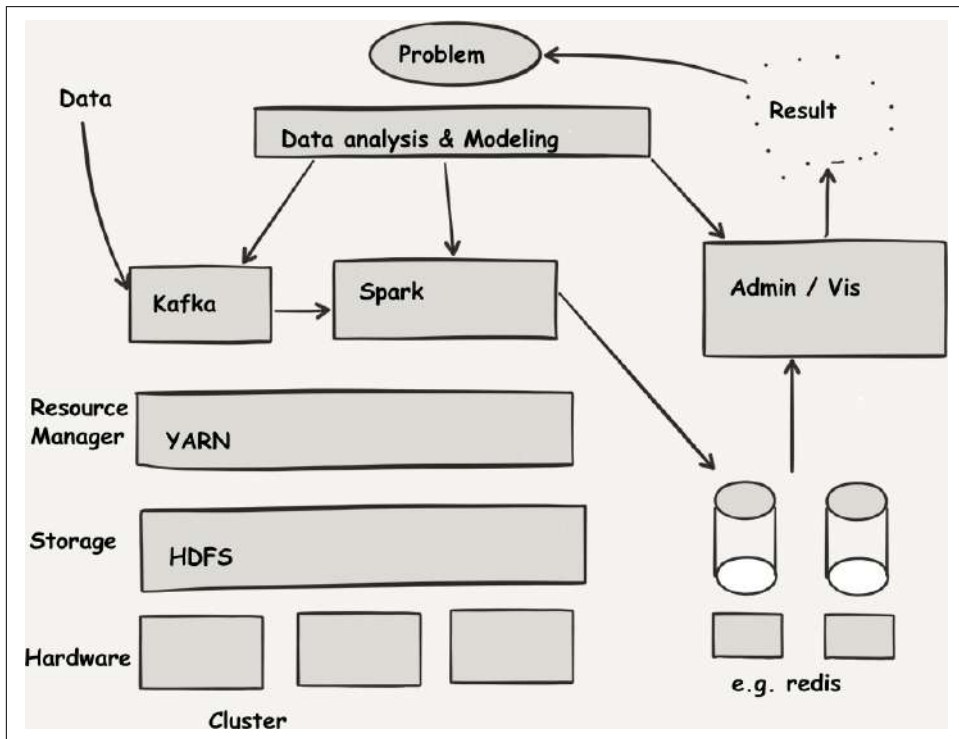 Problem
Data
Result
Data analysis & Modeling
Kafka
Spark
Admin / Vis
Resource
Manager
YARN
Storage
HDFS
Hardware
e.g. redis
Cluster